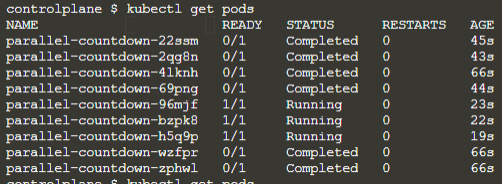 controlplane $ kubectl get pods
NAME READY STATUS RESTARTS AGE
parallel-countdown-22ssm 0/1 Completed 0 45s
parallel-countdown-2qg8n 0/1 Completed 0 43s
parallel-countdown-4lknh 0/1 Completed 0 66s
parallel-countdown-69png 0/1 Completed 0 44s
parallel-countdown-96mjf 1/1 Running 0 23s
parallel-countdown-bzpk8 1/1 Running 0 22s
parallel-countdown-h5q9p 1/1 Running 0 19s
parallel-countdown-wzfpr 0/1 Completed 0 66s
parallel-countdown-zphwl 0/1 Completed 0 66s
controlplane $ kubectl get pods